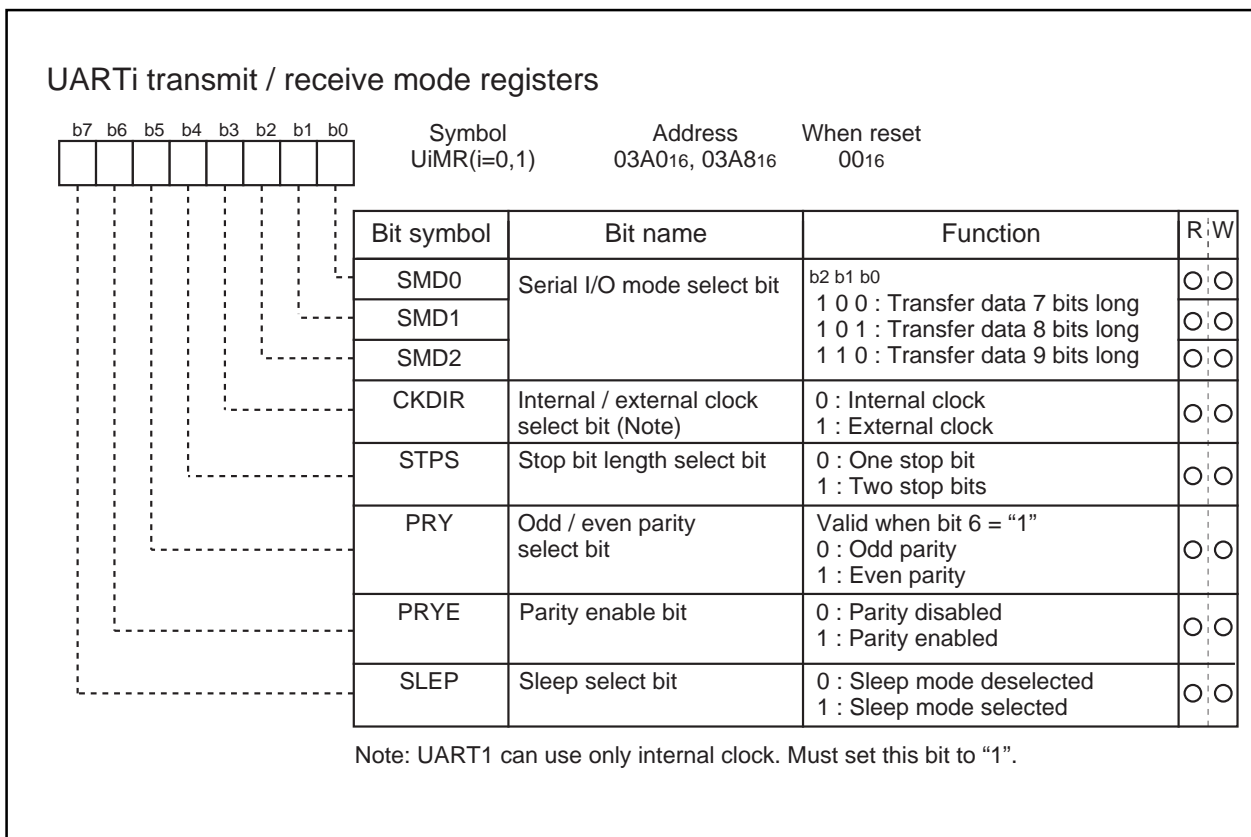 UARTi transmit / receive mode registers
b7 b6 b5 b4 b3 b2 b1 b0
Symbol Address When reset
UiMR(i=0,1) 03A016, 03A816 0016
Bit symbol Bit name Function R W
SMD0 Serial I/O mode select bit b2 b1 b0
1 0 0 : Transfer data 7 bits long
SMD1 1 0 1 : Transfer data 8 bits long
SMD2 1 1 0 : Transfer data 9 bits long
CKDIR Internal / external clock 0 : Internal clock
select bit (Note) 1 : External clock
STPS Stop bit length select bit 0 : One stop bit
1 : Two stop bits
PRY Odd / even parity Valid when bit 6 = “1”
select bit 0 : Odd parity
1 : Even parity
PRYE Parity enable bit 0 : Parity disabled
1 : Parity enabled
SLEP Sleep select bit 0 : Sleep mode deselected
1 : Sleep mode selected
Note: UART1 can use only internal clock. Must set this bit to “1”.